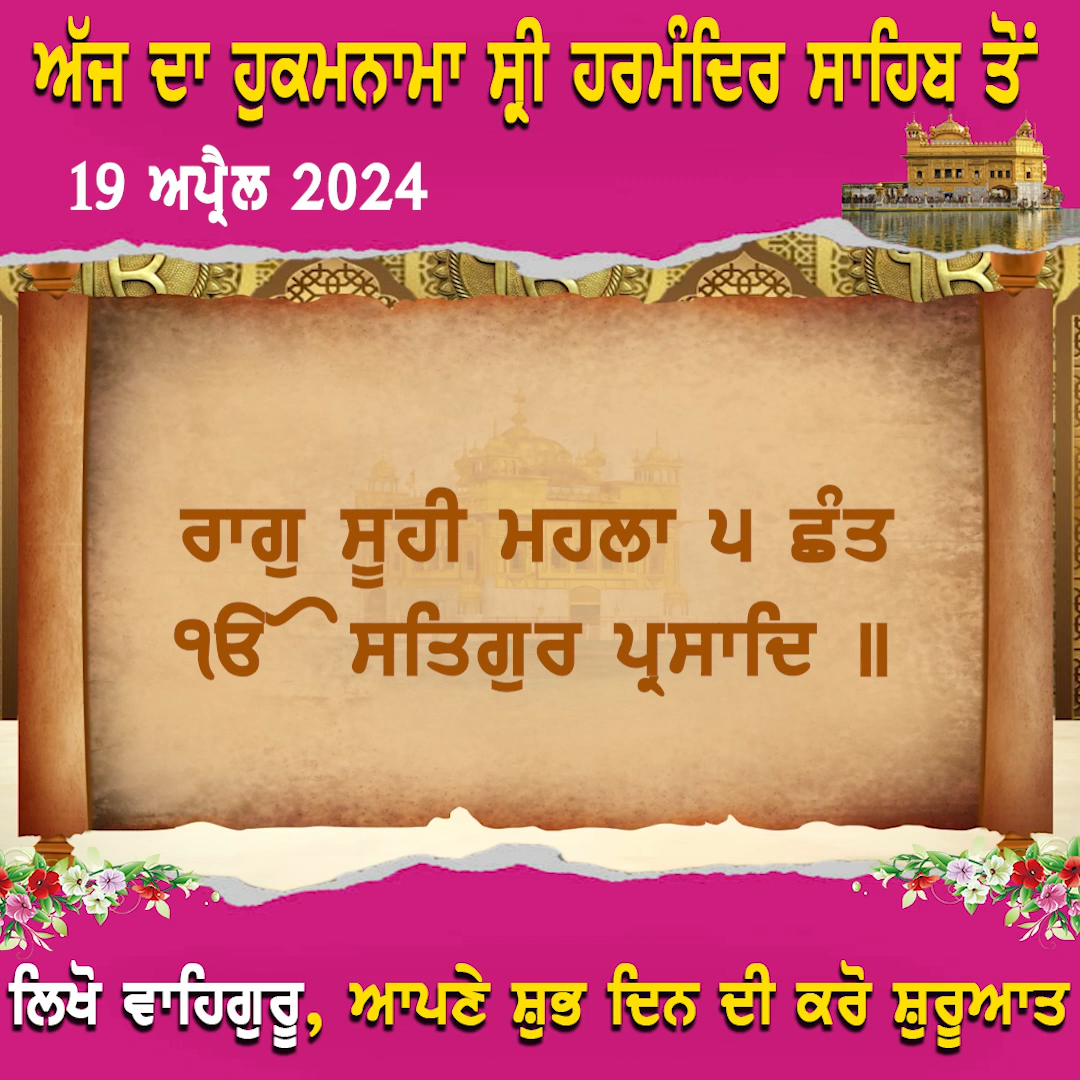 ਅੱਜ ਦਾ ਹੁਕਮਨਾਮਾ ਸ੍ਰੀ ਹਰਮੰਦਿਰ ਸਾਹਿਬ ਤੋਂ
19 ਅਪ੍ਰੈਲ 2024
ਰਾਗੁ ਸੂਹੀ ਮਹਲਾ ੫ ਛੰਤ
ੴ ਸਤਿਗੁਰ ਪ੍ਰਸਾਦਿ ॥
ਲਿਖੋ ਵਾਹਿਗੁਰੂ, ਆਪਣੇ ਸ਼ੁਭ ਦਿਨ ਦੀ ਕਰੋ ਸ਼ੁਰੂਆਤ